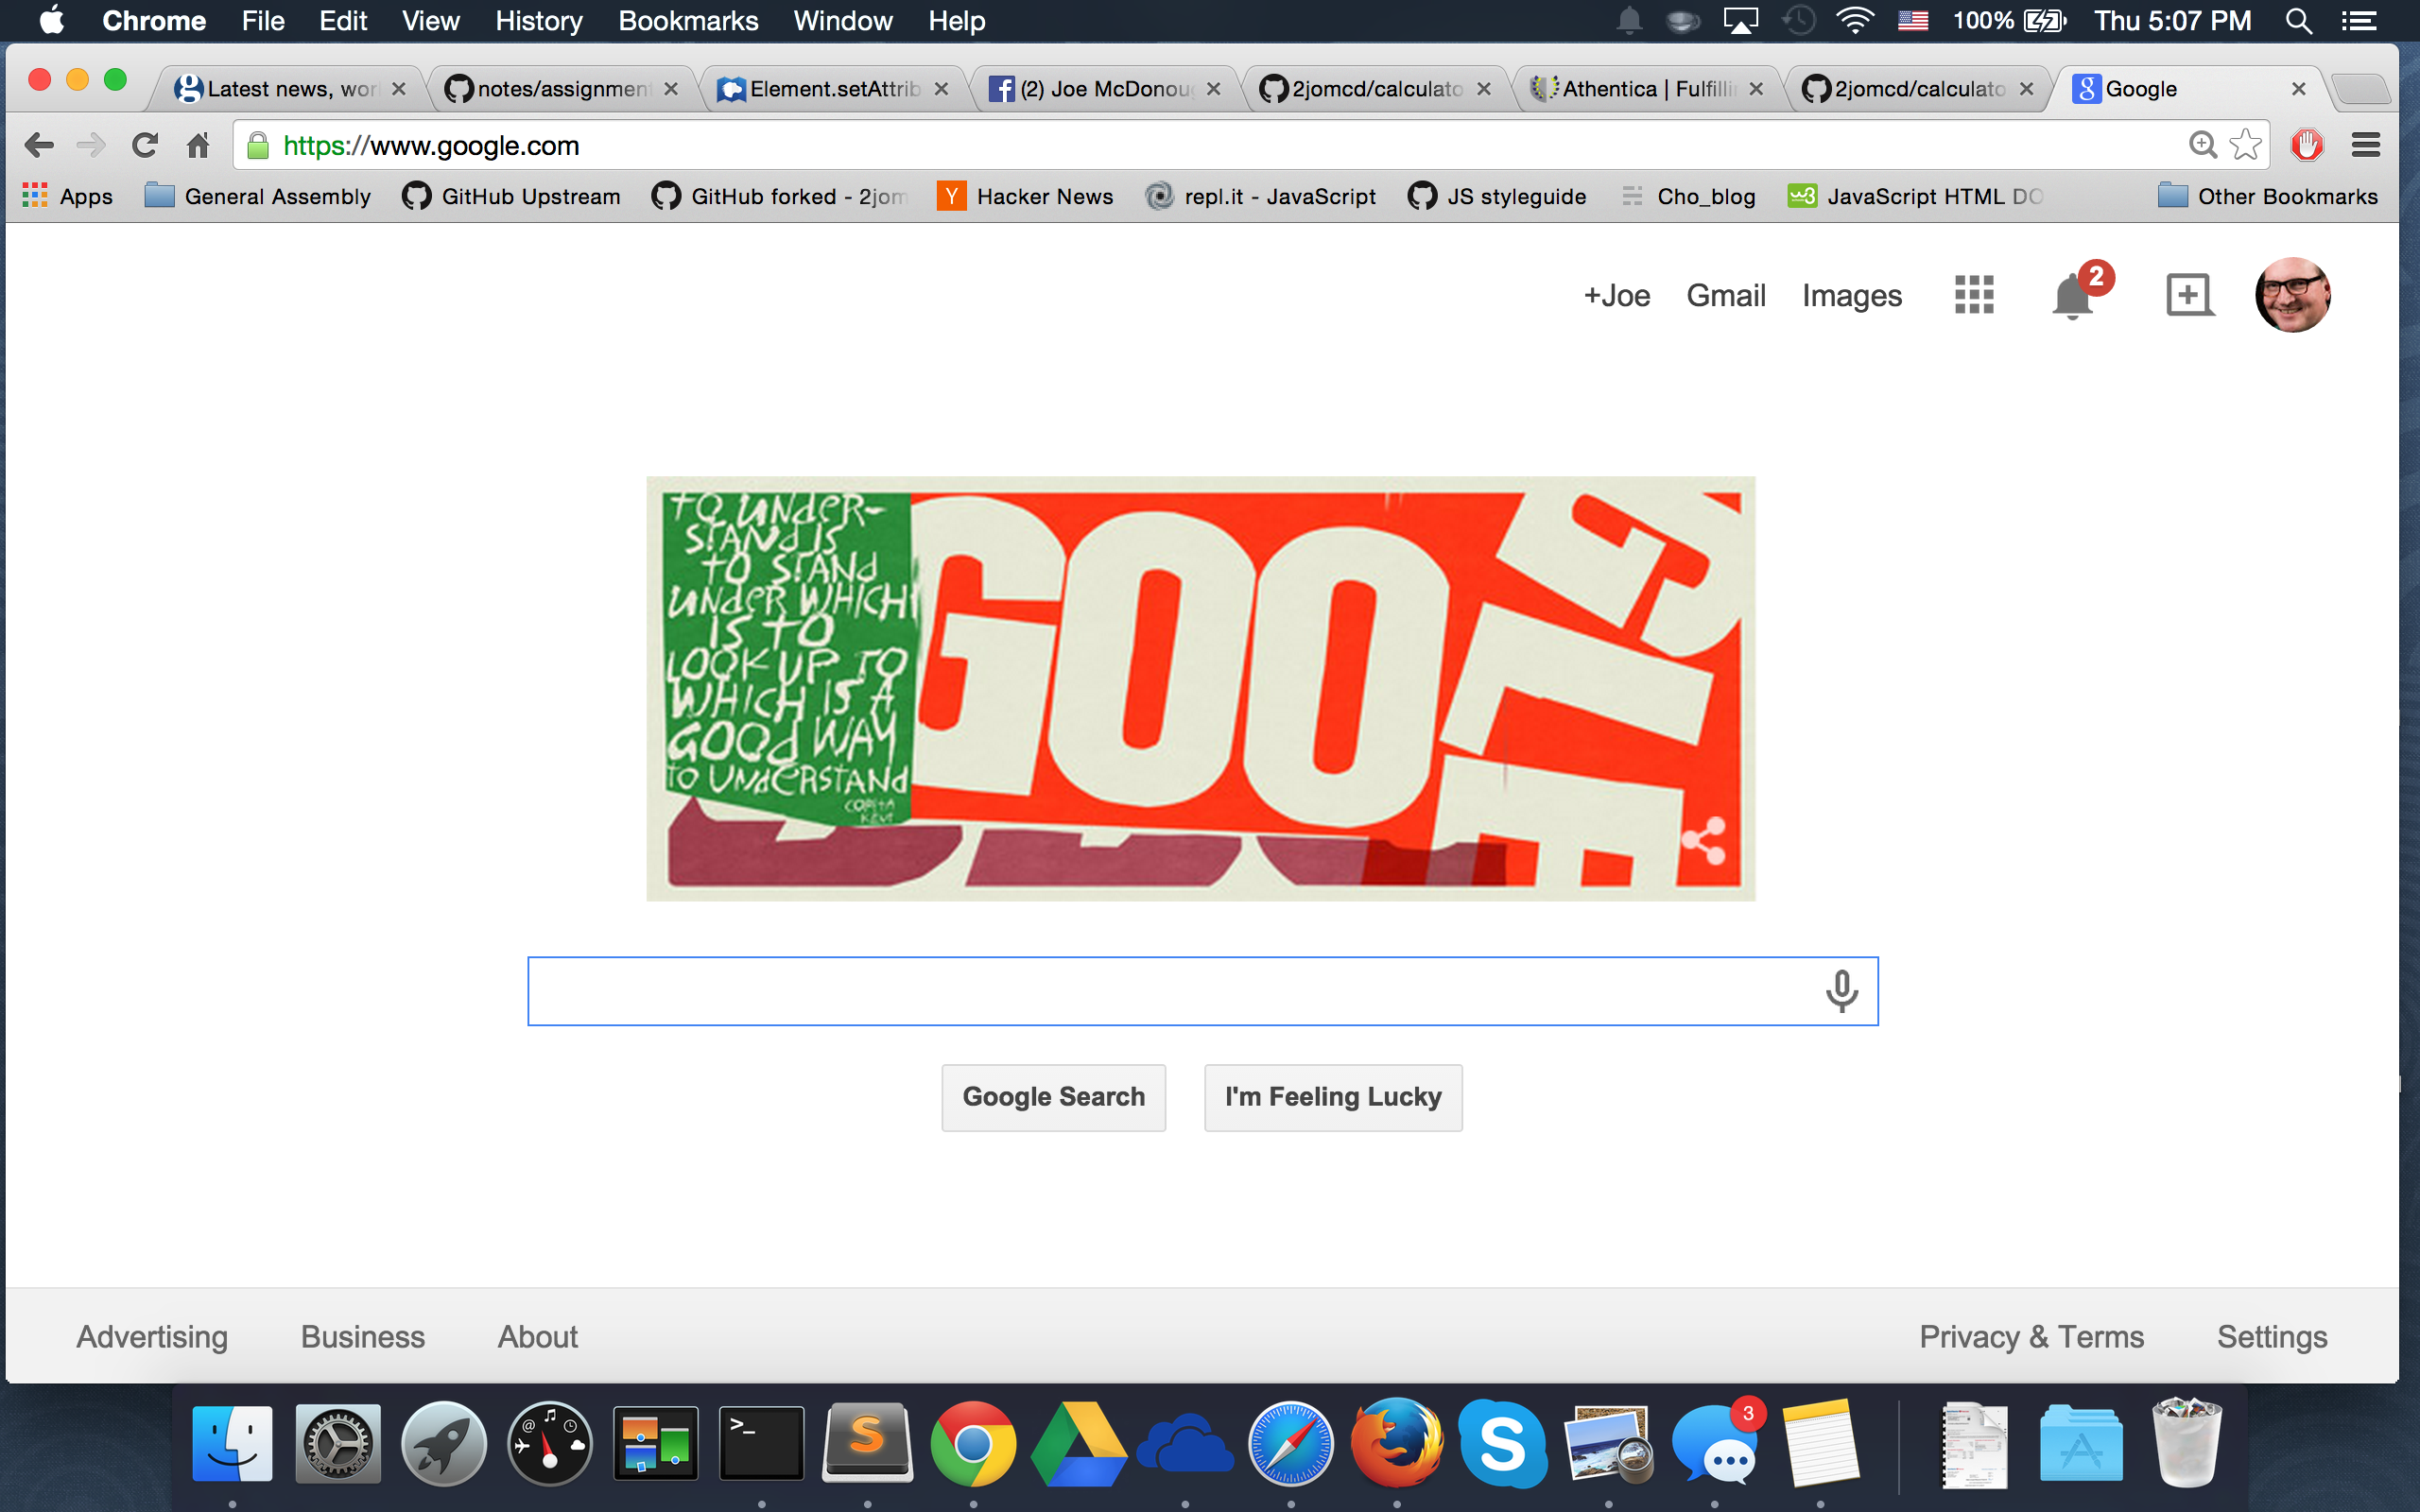 Chrome File Edit View History Bookmarks Window Help 100% Thu 5:07 PM
Latest news, worl notes/assignment Element.setAttrib (2) Joe McDonoug 2jomcd/calculato Athentica | Fulfilli 2jomcd/calculato Google
https://www.google.com
Apps General Assembly GitHub Upstream GitHub forked - 2jom Hacker News repl.it - JavaScript JS styleguide Cho_blog JavaScript HTML DO Other Bookmarks
+Joe Gmail Images 2
TO UNdeR-
STANd IS
TO STANd
UNdeR WHICH
IS TO
LOOK UP TO
WHICH IS A
GOOd WAY
TO UNdERSTANd
CORITA
KENT
GOOGLE
Google Search I'm Feeling Lucky
Advertising Business About Privacy & Terms Settings
3